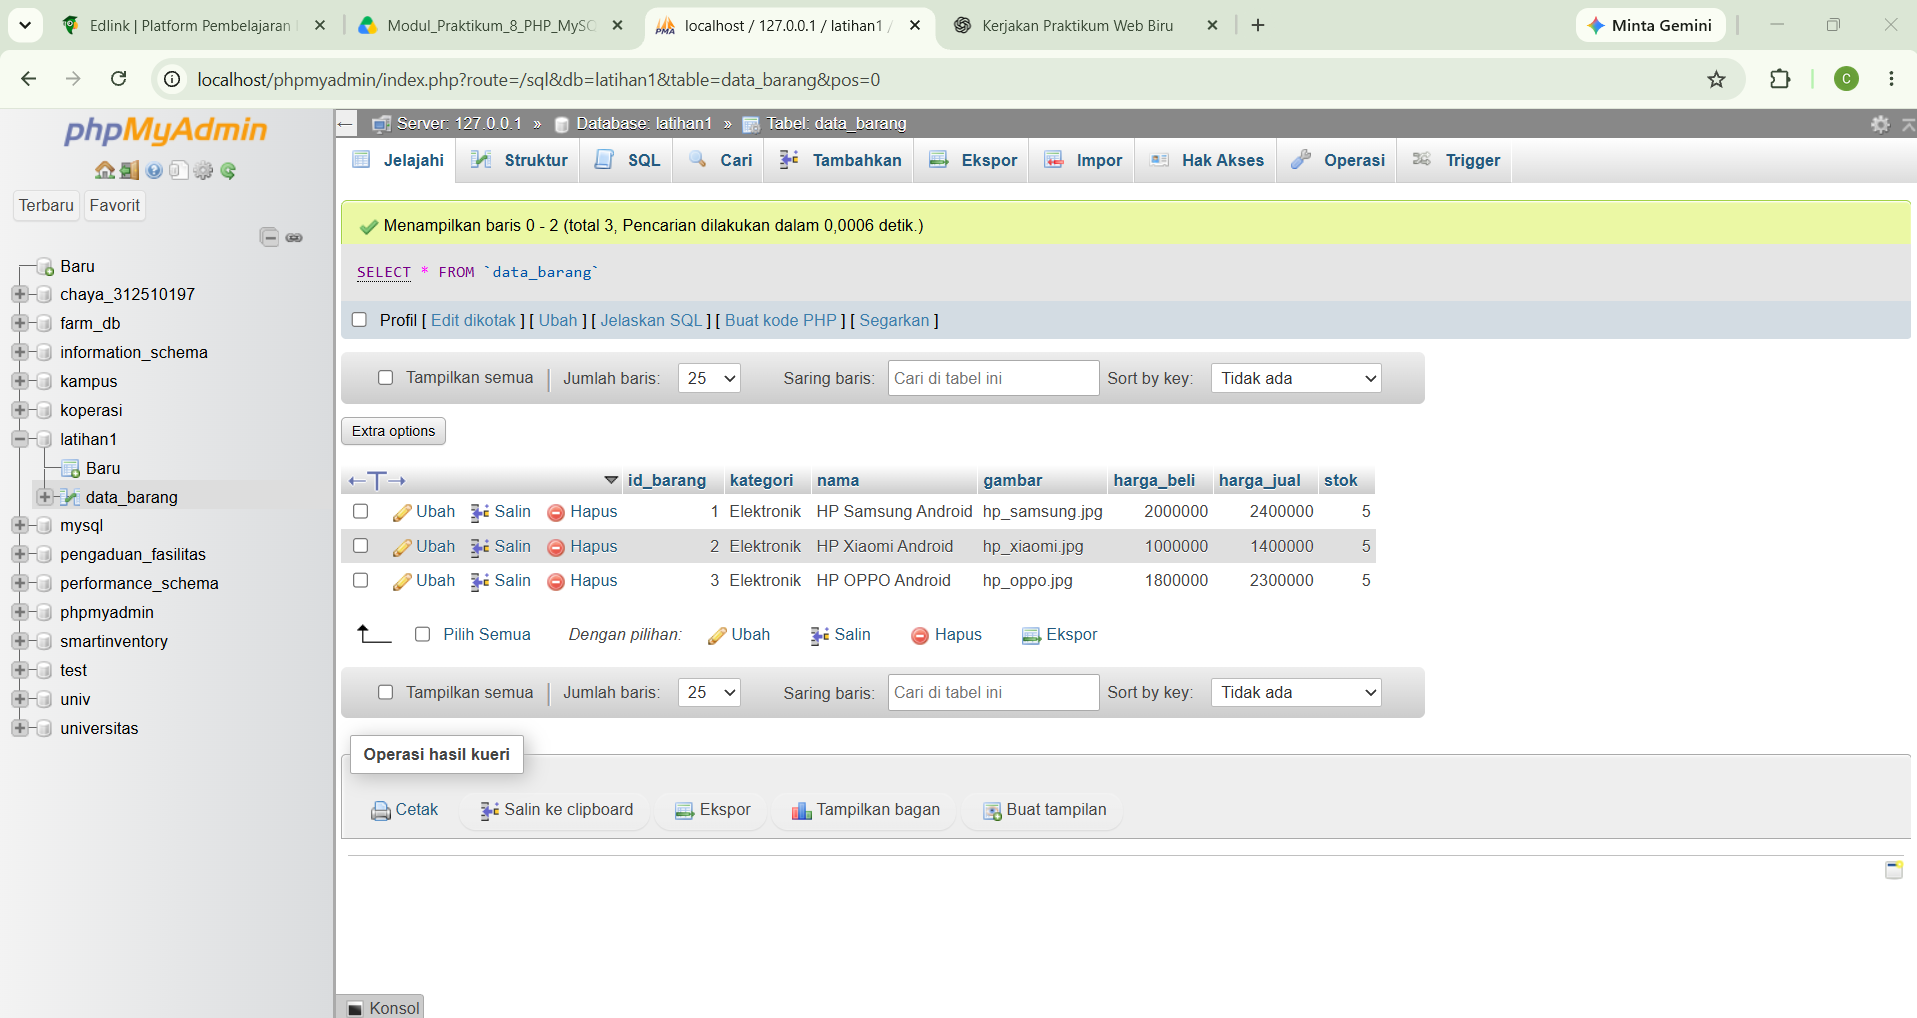 Edlink | Platform Pembelajaran
Modul_Praktikum_8_PHP_MySQ
localhost / 127.0.0.1 / latihan1 /
Kerjakan Praktikum Web Biru
Minta Gemini
localhost/phpmyadmin/index.php?route=/sql&db=latihan1&table=data_barang&pos=0
C
phpMyAdmin
Terbaru
Favorit
Baru
chaya_312510197
farm_db
information_schema
kampus
koperasi
latihan1
Baru
data_barang
mysql
pengaduan_fasilitas
performance_schema
phpmyadmin
smartinventory
test
univ
universitas
Server: 127.0.0.1 » Database: latihan1 » Tabel: data_barang
Jelajahi Struktur SQL Cari Tambahkan Ekspor Impor Hak Akses Operasi Trigger
Menampilkan baris 0 - 2 (total 3, Pencarian dilakukan dalam 0,0006 detik.)
SELECT * FROM `data_barang`
Profil [ Edit dikotak ] [ Ubah ] [ Jelaskan SQL ] [ Buat kode PHP ] [ Segarkan ]
Tampilkan semua | Jumlah baris: 25 Saring baris: Cari di tabel ini Sort by key: Tidak ada
Extra options
←T→ id_barang kategori nama gambar harga_beli harga_jual stok
Ubah Salin Hapus 1 Elektronik HP Samsung Android hp_samsung.jpg 2000000 2400000 5
Ubah Salin Hapus 2 Elektronik HP Xiaomi Android hp_xiaomi.jpg 1000000 1400000 5
Ubah Salin Hapus 3 Elektronik HP OPPO Android hp_oppo.jpg 1800000 2300000 5
Pilih Semua Dengan pilihan: Ubah Salin Hapus Ekspor
Tampilkan semua | Jumlah baris: 25 Saring baris: Cari di tabel ini Sort by key: Tidak ada
Operasi hasil kueri
Cetak Salin ke clipboard Ekspor Tampilkan bagan Buat tampilan
Konsol